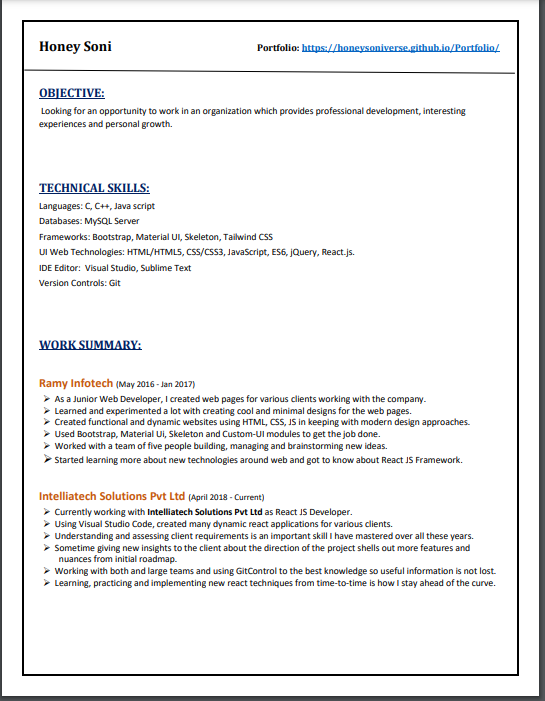 Honey Soni Portfolio: https://honeysoniverse.github.io/Portfolio/
OBJECTIVE:
Looking for an opportunity to work in an organization which provides professional development, interesting
experiences and personal growth.
TECHNICAL SKILLS:
Languages: C, C++, Java script
Databases: MySQL Server
Frameworks: Bootstrap, Material UI, Skeleton, Tailwind CSS
UI Web Technologies: HTML/HTML5, CSS/CSS3, JavaScript, ES6, jQuery, React.js.
IDE Editor: Visual Studio, Sublime Text
Version Controls: Git
WORK SUMMARY:
Ramy Infotech (May 2016 - Jan 2017)
➢ As a Junior Web Developer, I created web pages for various clients working with the company.
➢ Learned and experimented a lot with creating cool and minimal designs for the web pages.
➢ Created functional and dynamic websites using HTML, CSS, JS in keeping with modern design approaches.
➢ Used Bootstrap, Material Ui, Skeleton and Custom-UI modules to get the job done.
➢ Worked with a team of five people building, managing and brainstorming new ideas.
➢ Started learning more about new technologies around web and got to know about React JS Framework.
Intelliatech Solutions Pvt Ltd (April 2018 - Current)
➢ Currently working with Intelliatech Solutions Pvt Ltd as React JS Developer.
➢ Using Visual Studio Code, created many dynamic react applications for various clients.
➢ Understanding and assessing client requirements is an important skill I have mastered over all these years.
➢ Sometime giving new insights to the client about the direction of the project shells out more features and
nuances from initial roadmap.
➢ Working with both and large teams and using GitControl to the best knowledge so useful information is not lost.
➢ Learning, practicing and implementing new react techniques from time-to-time is how I stay ahead of the curve.